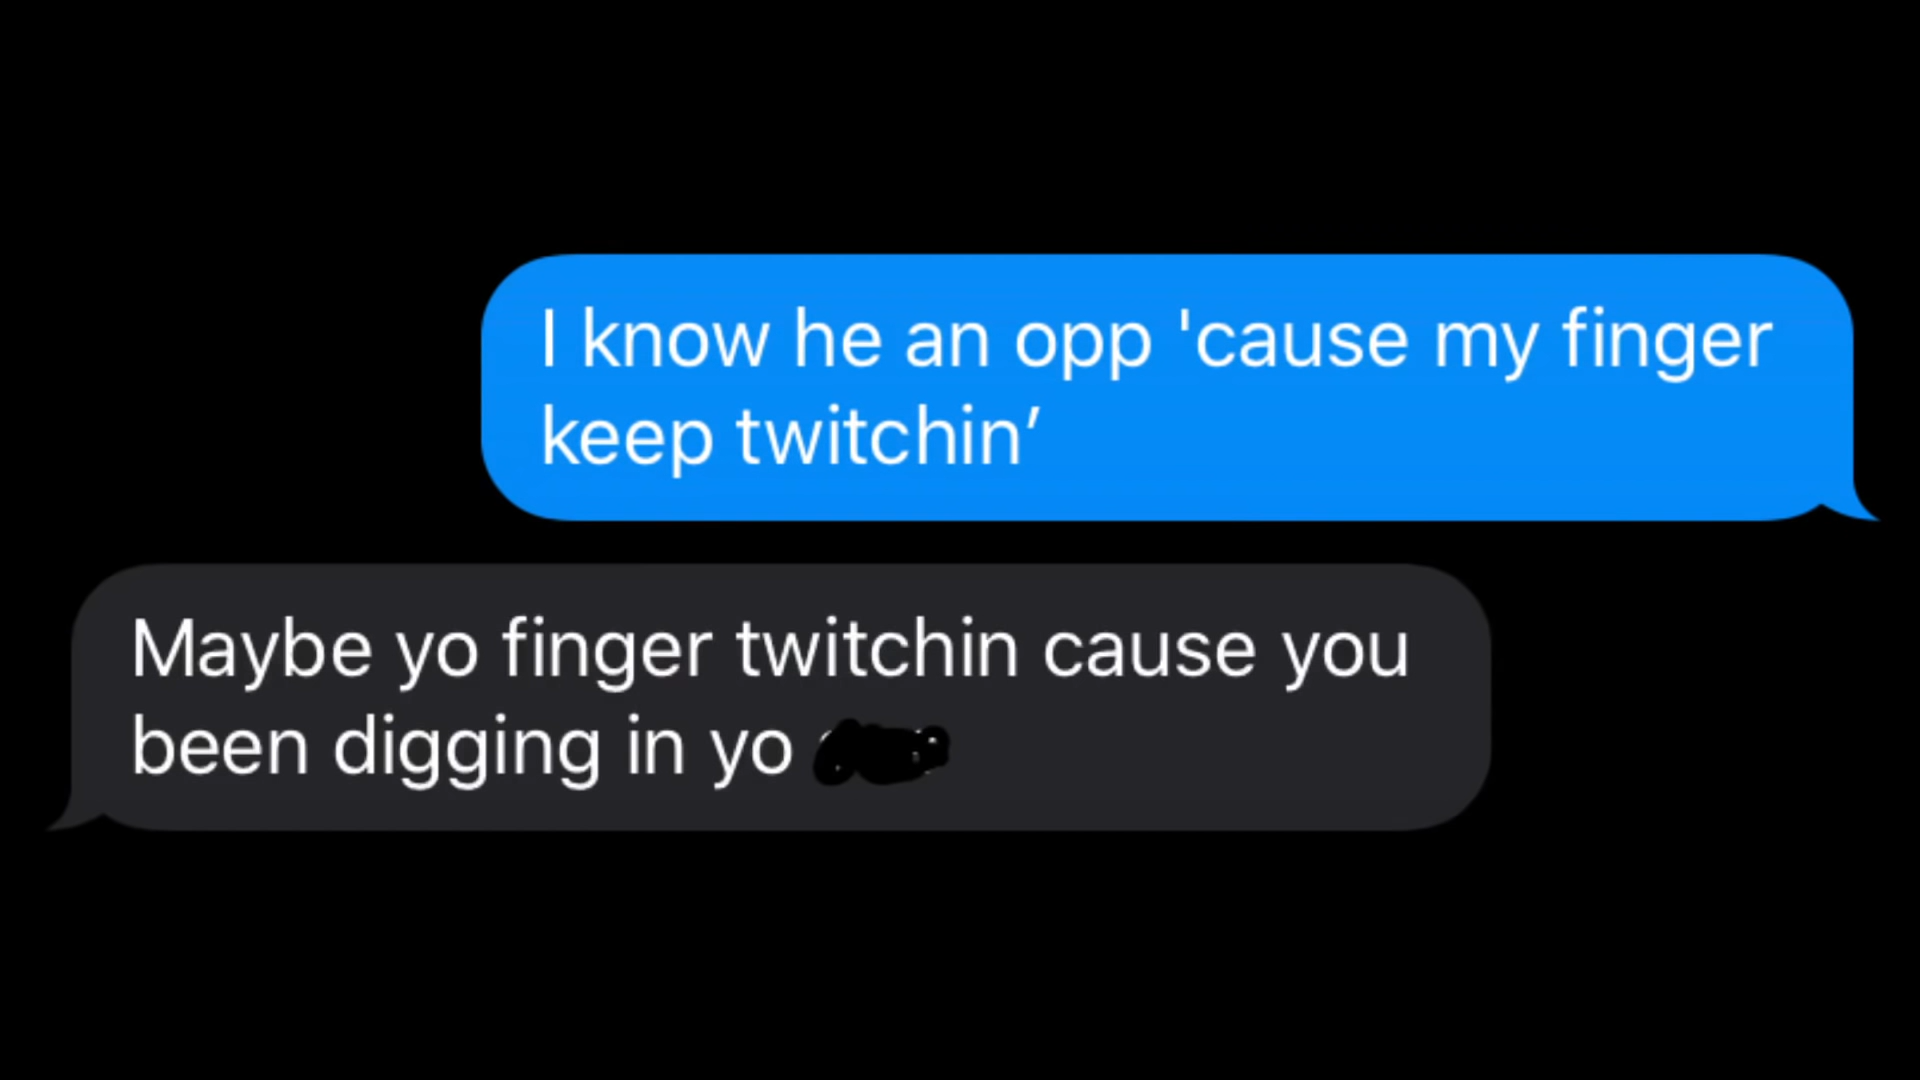 I know he an opp 'cause my finger
keep twitchin’
Maybe yo finger twitchin cause you
been digging in yo